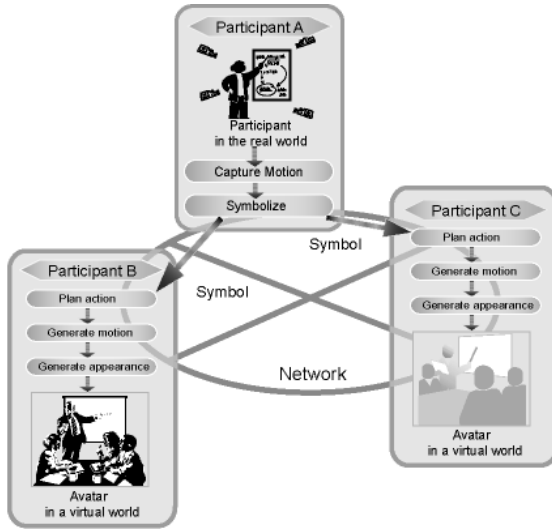 Participant A
Participant
in the real world
Capture Motion
Symbolize
Symbol
Participant C
Plan action
Generate motion
Generate appearance
Avatar
in a virtual world
Participant B
Plan action
Generate motion
Generate appearance
Avatar
in a virtual world
Symbol
Network